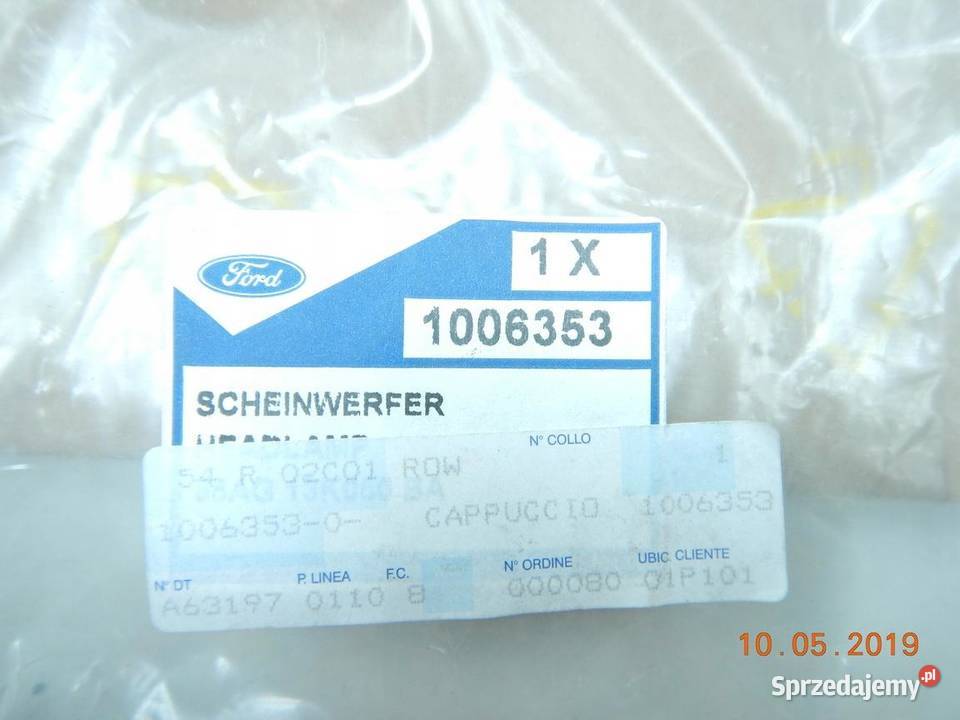 Ford
1 X
1006353
SCHEINWERFER
N° COLLO
54 R 02C01 ROW 1
1006353-0- CAPPUCCIO 1006353
N° DT P. LINEA F.C. N° ORDINE UBIC. CLIENTE
A63197 0110 8 000080 01P101
10.05.2019
Sprzedajemy.pl